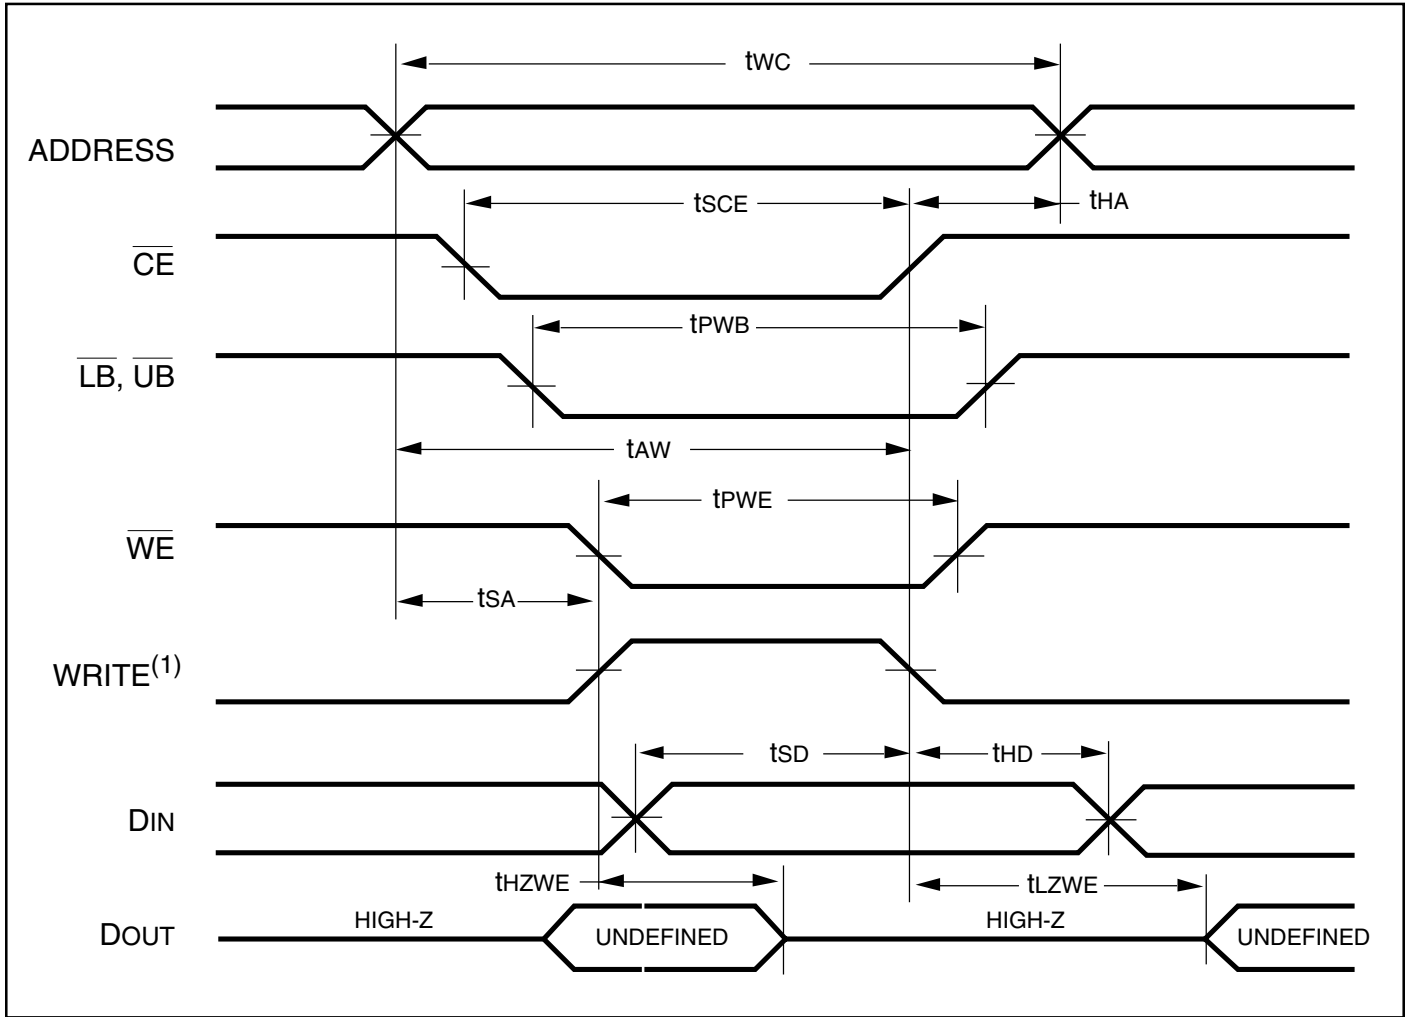 tWC
ADDRESS
tSCE
tHA
CE
tPWB
LB, UB
tAW
tPWE
WE
tSA
WRITE(1)
tSD
tHD
DIN
tHZWE
tLZWE
DOUT
HIGH-Z
UNDEFINED
HIGH-Z
UNDEFINED